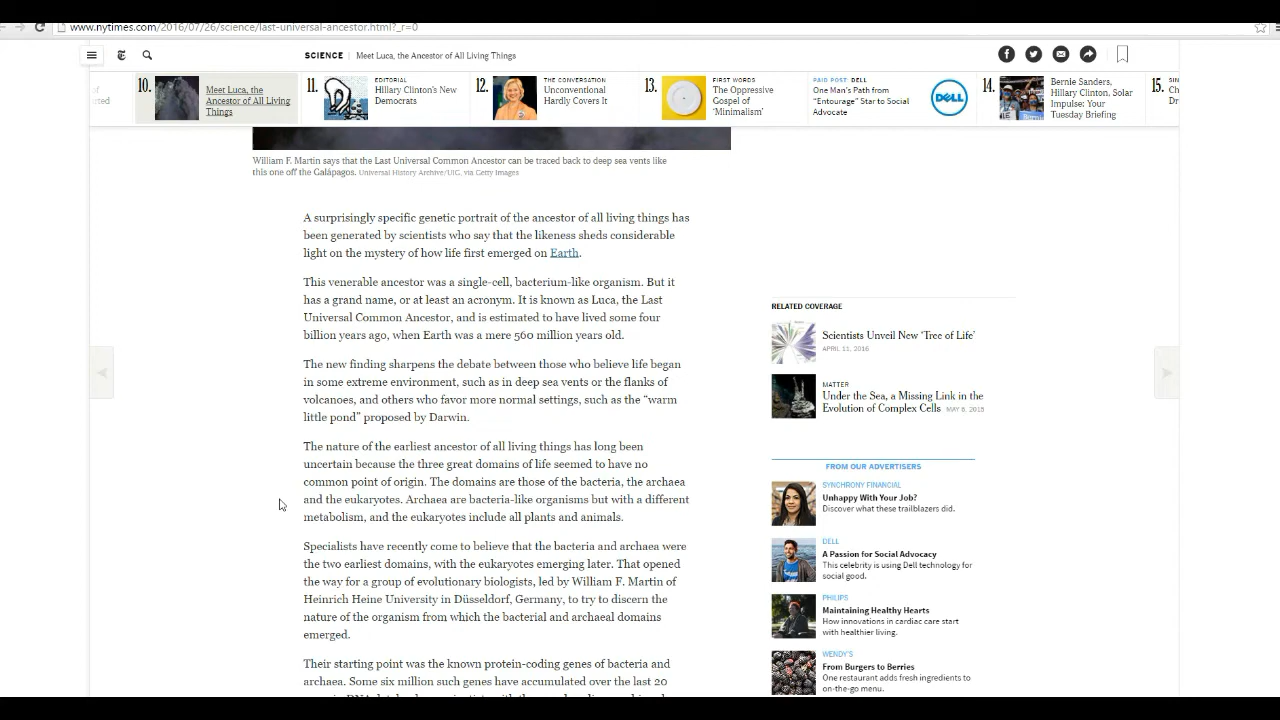 www.nytimes.com/2016/07/26/science/last-universal-ancestor.html?_r=0
SCIENCE | Meet Luca, the Ancestor of All Living Things
of As
uted
10.
Meet Luca, the
Ancestor of All Living
Things
11.
EDITORIAL
Hillary Clinton's New
Democrats
12.
THE CONVERSATION
Unconventional
Hardly Covers It
13.
FIRST WORDS
The Oppressive
Gospel of
'Minimalism'
PAID POST: DELL
One Man's Path from
“Entourage” Star to Social
Advocate
DELL
14.
Bernie Sanders,
Hillary Clinton, Solar
Impulse: Your
Tuesday Briefing
15.
SIN
Ch
Dr
William F. Martin says that the Last Universal Common Ancestor can be traced back to deep sea vents like
this one off the Galápagos. Universal History Archive/UIG, via Getty Images
A surprisingly specific genetic portrait of the ancestor of all living things has
been generated by scientists who say that the likeness sheds considerable
light on the mystery of how life first emerged on Earth.
This venerable ancestor was a single-cell, bacterium-like organism. But it
has a grand name, or at least an acronym. It is known as Luca, the Last
Universal Common Ancestor, and is estimated to have lived some four
billion years ago, when Earth was a mere 560 million years old.
The new finding sharpens the debate between those who believe life began
in some extreme environment, such as in deep sea vents or the flanks of
volcanoes, and others who favor more normal settings, such as the “warm
little pond” proposed by Darwin.
The nature of the earliest ancestor of all living things has long been
uncertain because the three great domains of life seemed to have no
common point of origin. The domains are those of the bacteria, the archaea
and the eukaryotes. Archaea are bacteria-like organisms but with a different
metabolism, and the eukaryotes include all plants and animals.
Specialists have recently come to believe that the bacteria and archaea were
the two earliest domains, with the eukaryotes emerging later. That opened
the way for a group of evolutionary biologists, led by William F. Martin of
Heinrich Heine University in Düsseldorf, Germany, to try to discern the
nature of the organism from which the bacterial and archaeal domains
emerged.
Their starting point was the known protein-coding genes of bacteria and
archaea. Some six million such genes have accumulated over the last 20
RELATED COVERAGE
Scientists Unveil New ‘Tree of Life’
APRIL 11, 2016
MATTER
Under the Sea, a Missing Link in the
Evolution of Complex Cells MAY 6, 2015
FROM OUR ADVERTISERS
SYNCHRONY FINANCIAL
Unhappy With Your Job?
Discover what these trailblazers did.
DELL
A Passion for Social Advocacy
This celebrity is using Dell technology for
social good.
PHILIPS
Maintaining Healthy Hearts
How innovations in cardiac care start
with healthier living.
WENDY'S
From Burgers to Berries
One restaurant adds fresh ingredients to
on-the-go menu.